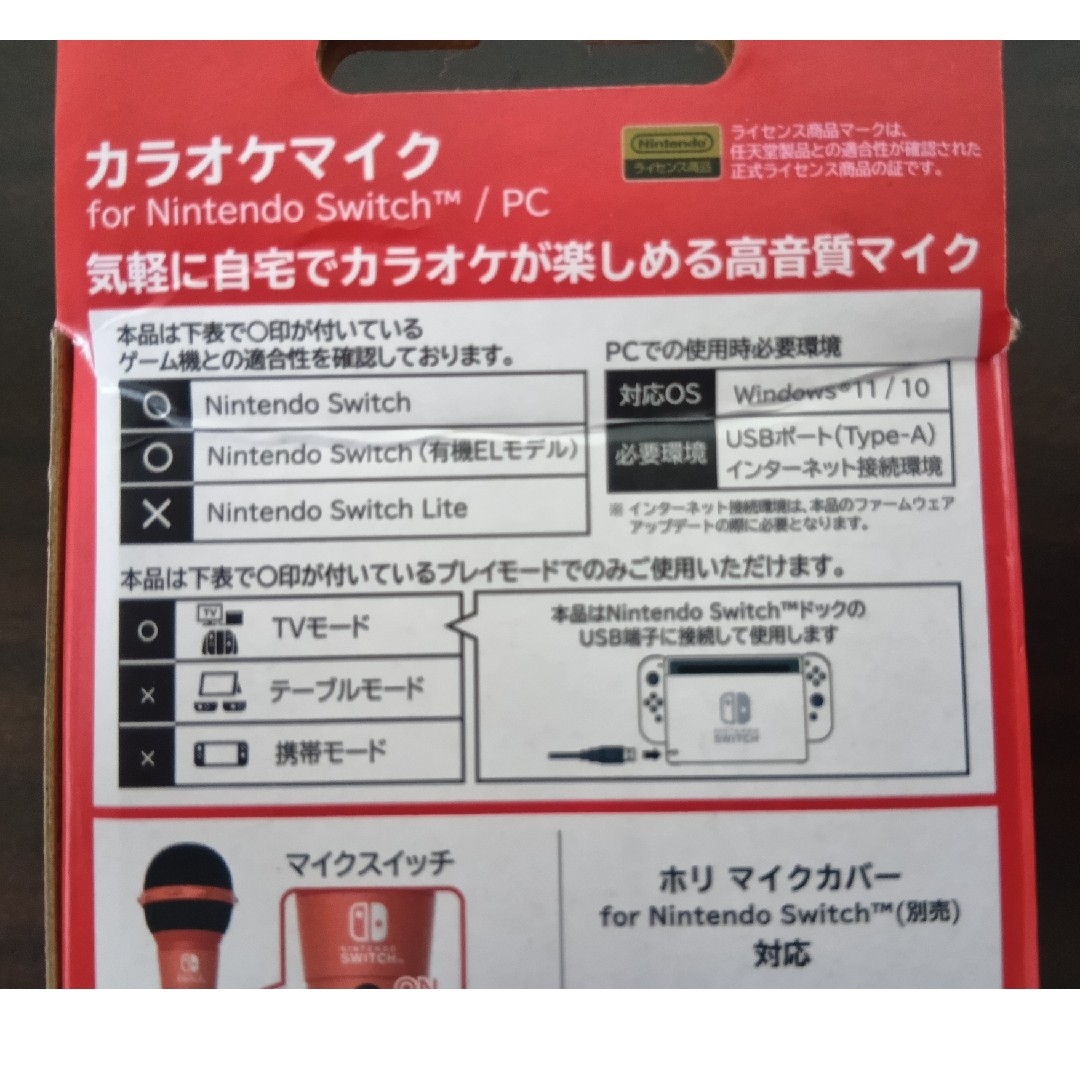 カラオケマイク
for Nintendo Switch™ / PC
Nintendo
ライセンス商品
ライセンス商品マークは、
任天堂製品との適合性が確認された
正式ライセンス商品の証です。
気軽に自宅でカラオケが楽しめる高音質マイク
本品は下表で〇印が付いている
ゲーム機との適合性を確認しております。
〇 Nintendo Switch
〇 Nintendo Switch（有機ELモデル）
× Nintendo Switch Lite
PCでの使用時必要環境
対応OS Windows®11 / 10
必要環境 USBポート（Type-A）
インターネット接続環境
※ インターネット接続環境は、本品のファームウェア
アップデートの際に必要となります。
本品は下表で〇印が付いているプレイモードでのみご使用いただけます。
〇 TV TVモード
× テーブルモード
× 携帯モード
本品はNintendo Switch™ドックの
USB端子に接続して使用します
NINTENDO
SWITCH
マイクスイッチ
NINTENDO
SWITCH™
ON
ホリ マイクカバー
for Nintendo Switch™(別売)
対応